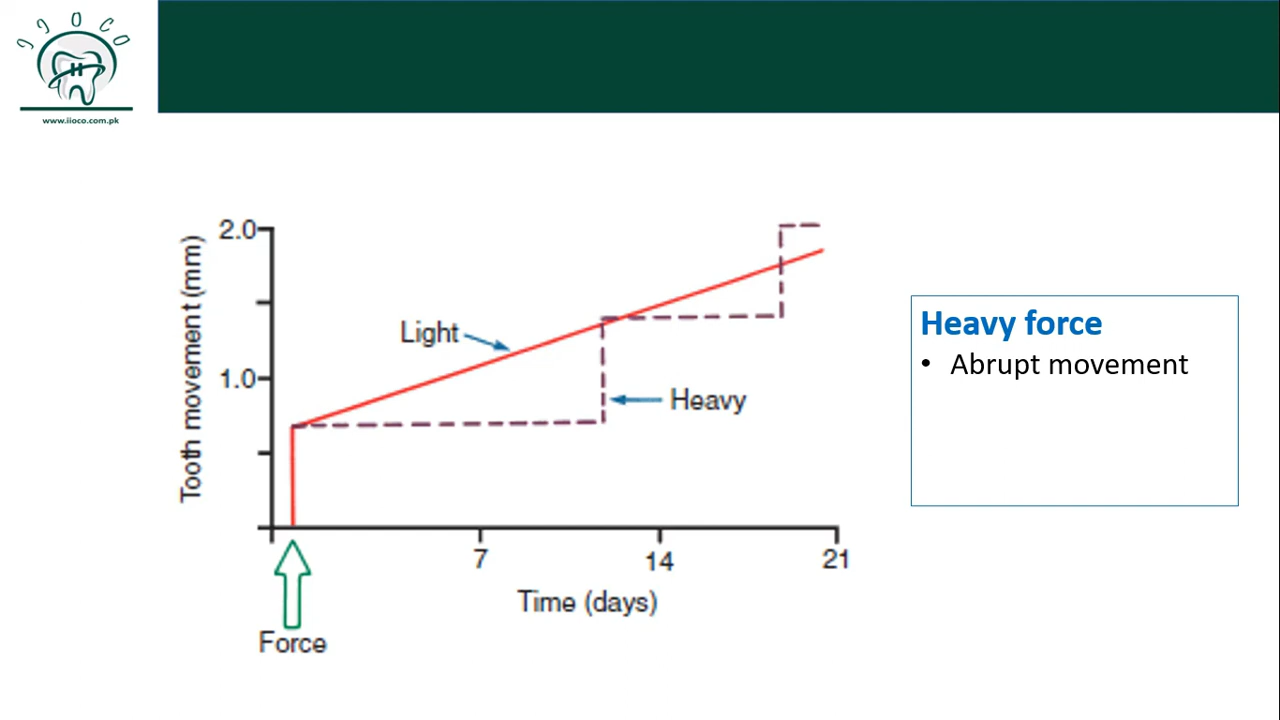 IIOCO
www.iioco.com.pk
2.0
1.0
Tooth movement (mm)
Light
Heavy
7
14
21
Time (days)
Force
Heavy force
• Abrupt movement